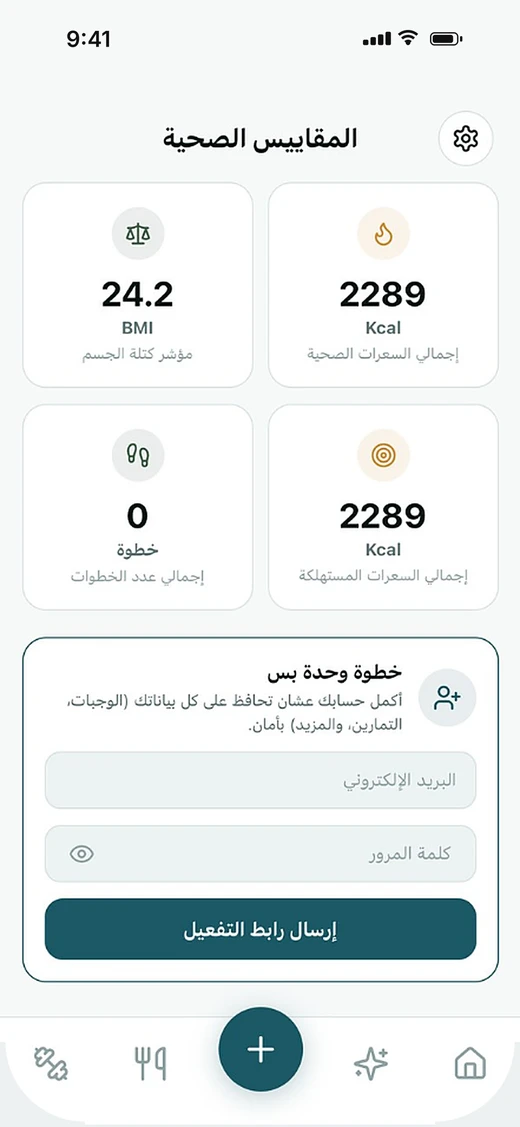 9:41
المقاييس الصحية
2289
Kcal
إجمالي السعرات الصحية
24.2
BMI
مؤشر كتلة الجسم
2289
Kcal
إجمالي السعرات المستهلكة
0
خطوة
إجمالي عدد الخطوات
خطوة وحدة بس
أكمل حسابك عشان تحافظ على كل بياناتك (الوجبات،
التمارين، والمزيد) بأمان.
البريد الإلكتروني
كلمة المرور
إرسال رابط التفعيل